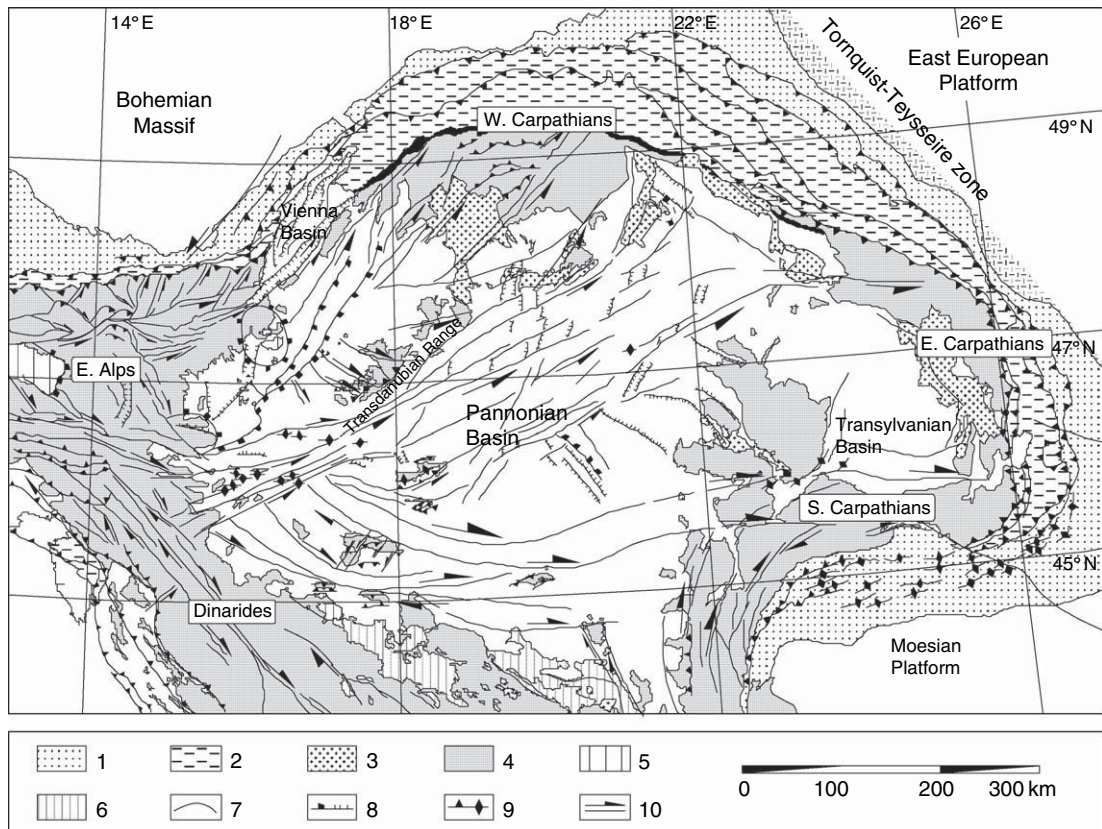 14° E
18° E
22° E
26° E
Tornquist-Teysseire zone
East European
Platform
Bohemian
Massif
W. Carpathians
49° N
Vienna
Basin
E. Alps
Transdanubian Range
E. Carpathians
47° N
Pannonian
Basin
Transylvanian
Basin
S. Carpathians
45° N
Dinarides
Moesian
Platform
1
2
3
4
5
6
7
8
9
10
0
100
200
300 km